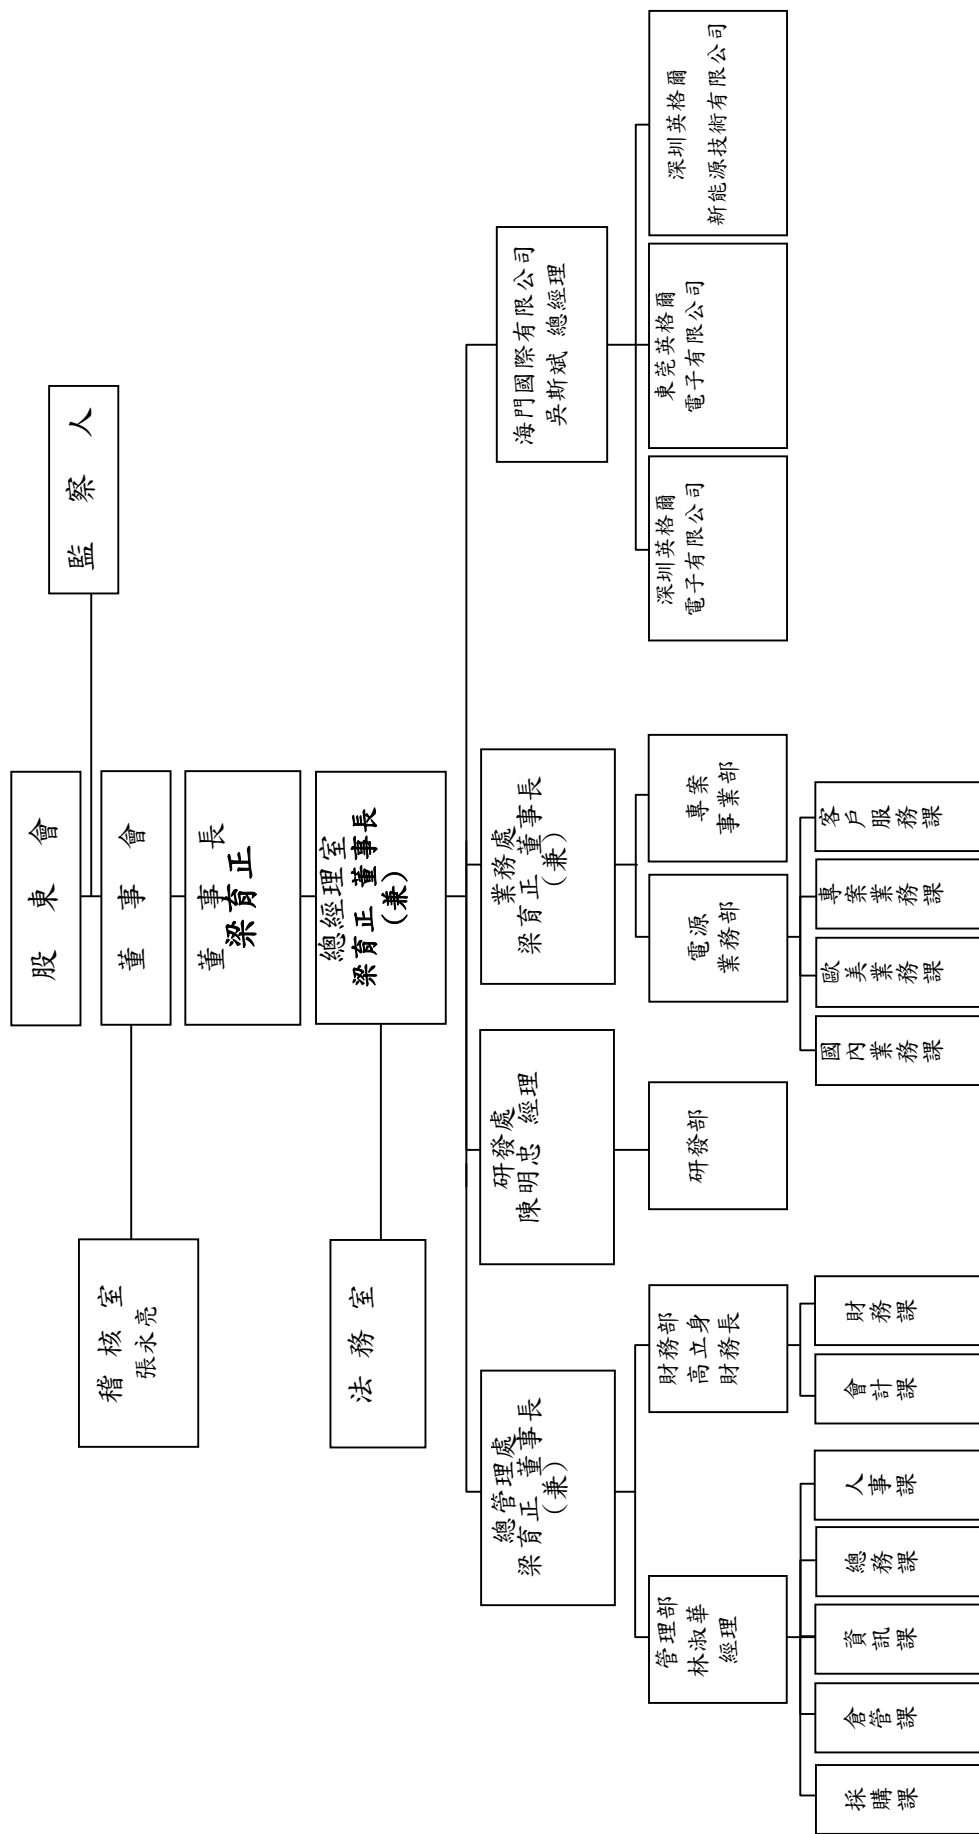 股東會
監察人
董事會
稽核室
張永亮
董事長
梁育正
總經理室
梁育正 董事長
(兼)
法務室
總管理處
梁育正 董事長
(兼)
研發處
陳明忠 經理
業務處
梁育正 董事長
(兼)
海門國際有限公司
吳斯斌 總經理
管理部
林淑華
經理
財務部
高立身
財務長
研發部
電源
業務部
專案
事業部
深圳英格爾
電子有限公司
東莞英格爾
電子有限公司
深圳英格爾
新能源技術有限公司
採購課
倉管課
資訊課
總務課
人事課
會計課
財務課
國內業務課
歐美業務課
專案業務課
客戶服務課